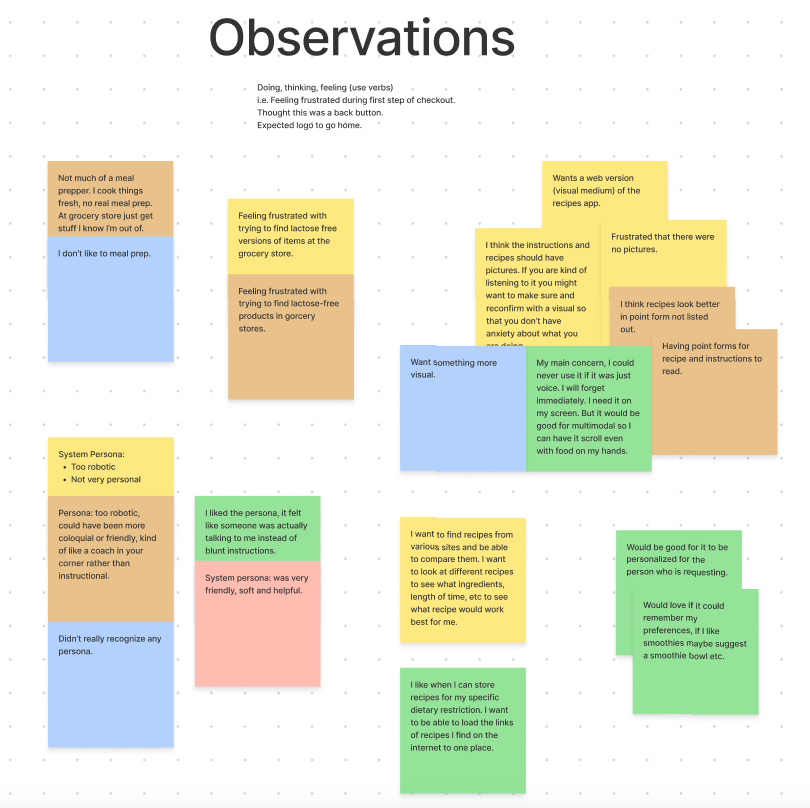 Observations
Doing, thinking, feeling (use verbs)
i.e. Feeling frustrated during first step of checkout.
Thought this was a back button.
Expected logo to go home.
Not much of a meal
prepper. I cook things
fresh, no real meal prep.
At grocery store just get
stuff I know I'm out of.
I don't like to meal prep.
Feeling frustrated with
trying to find lactose free
versions of items at the
grocery store.
Feeling frustrated with
trying to find lactose-free
products in gorcery
stores.
Wants a web version
(visual medium) of the
recipes app.
I think the instructions and
recipes should have
pictures. If you are kind of
listening to it you might
want to make sure and
reconfirm with a visual so
that you don't have
anxiety about what you
are doing.
Frustrated that there were
no pictures.
I think recipes look better
in point form not listed
out.
Having point forms for
recipe and instructions to
read.
Want something more
visual.
My main concern, I could
never use it if it was just
voice. I will forget
immediately. I need it on
my screen. But it would be
good for multimodal so I
can have it scroll even
with food on my hands.
System Persona:
• Too robotic
• Not very personal
Persona: too robotic,
could have been more
coloquial or friendly, kind
of like a coach in your
corner rather than
instructional.
Didn't really recognize any
persona.
I liked the persona, it felt
like someone was actually
talking to me instead of
blunt instructions.
System persona: was very
friendly, soft and helpful.
I want to find recipes from
various sites and be able
to compare them. I want
to look at different recipes
to see what ingredients,
length of time, etc to see
what recipe would work
best for me.
I like when I can store
recipes for my specific
dietary restriction. I want
to be able to load the links
of recipes I find on the
internet to one place.
Would be good for it to be
personalized for the
person who is requesting.
Would love if it could
remember my
preferences, if I like
smoothies maybe suggest
a smoothie bowl etc.